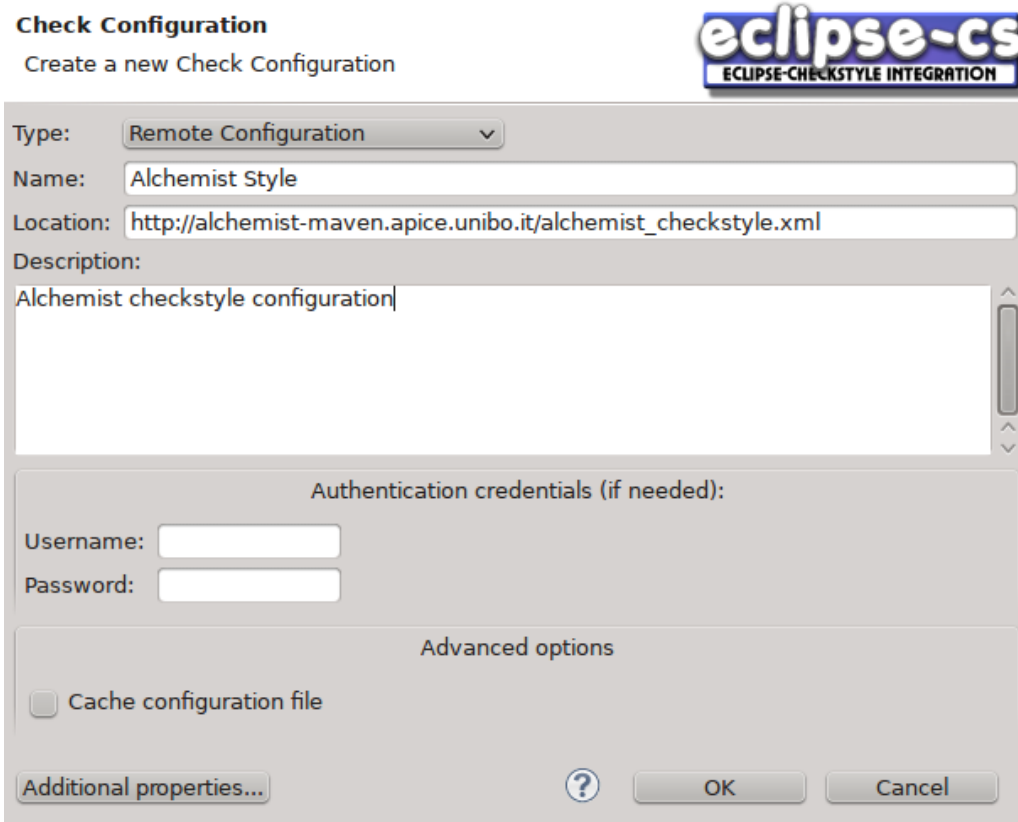 Check Configuration
Create a new Check Configuration
eclipse-cs
ECLIPSE-CHECKSTYLE INTEGRATION
Type: Remote Configuration
Name: Alchemist Style
Location: http://alchemist-maven.apice.unibo.it/alchemist_checkstyle.xml
Description:
Alchemist checkstyle configuration
Authentication credentials (if needed):
Username:
Password:
Advanced options
Cache configuration file
Additional properties... ? OK Cancel